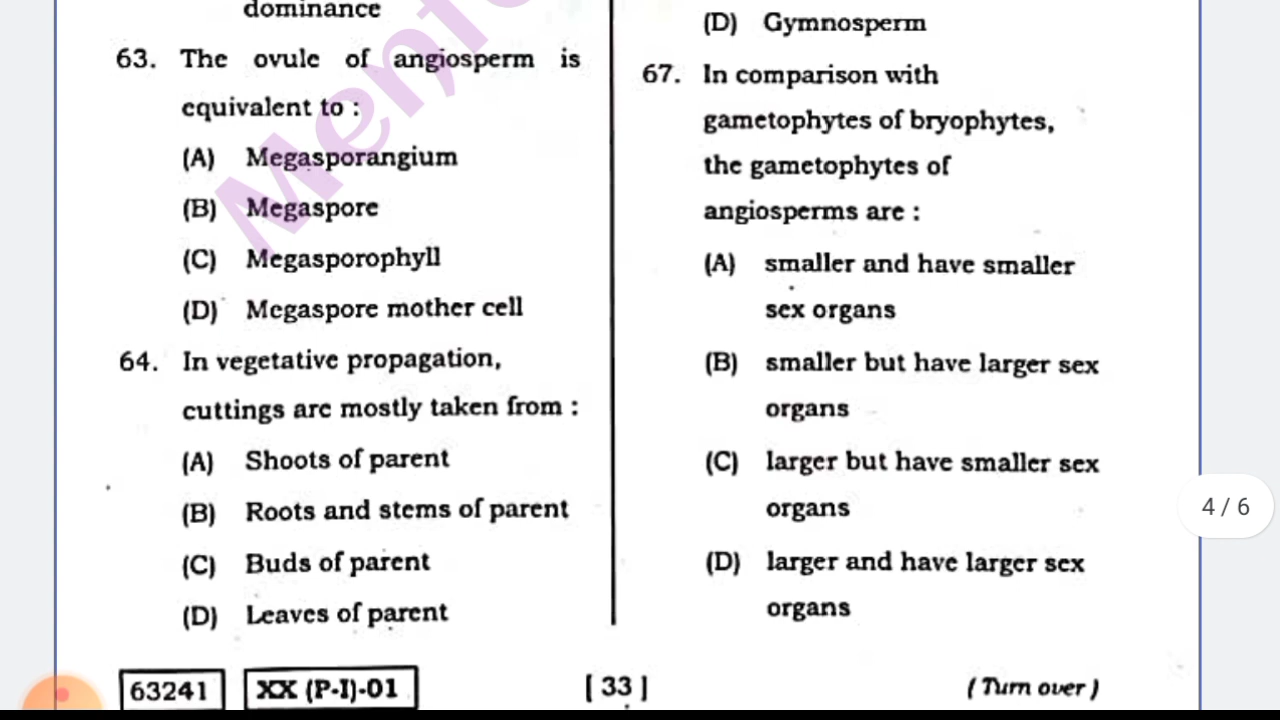 dominance
63. The ovule of angiosperm is
equivalent to :
(A) Megasporangium
(B) Megaspore
(C) Megasporophyll
(D) Megaspore mother cell
64. In vegetative propagation,
cuttings are mostly taken from :
(A) Shoots of parent
(B) Roots and stems of parent
(C) Buds of parent
(D) Leaves of parent
(D) Gymnosperm
67. In comparison with
gametophytes of bryophytes,
the gametophytes of
angiosperms are :
(A) smaller and have smaller
sex organs
(B) smaller but have larger sex
organs
(C) larger but have smaller sex
organs
(D) larger and have larger sex
organs
4 / 6
63241 XX (P-I)-01 [ 33 ] ( Turn over )